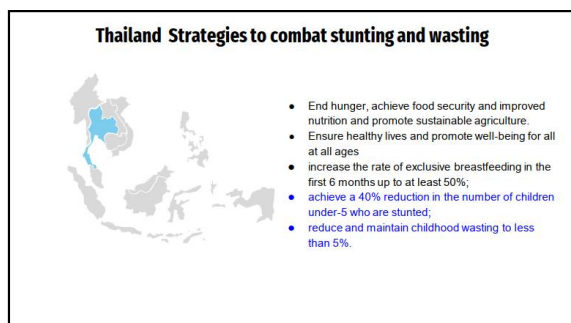 Thailand  Strategies to combat stunting and wasting
● End hunger, achieve food security and improved
nutrition and promote sustainable agriculture.
● Ensure healthy lives and promote well-being for all
at all ages
● increase the rate of exclusive breastfeeding in the
first 6 months up to at least 50%;
● achieve a 40% reduction in the number of children
under-5 who are stunted;
● reduce and maintain childhood wasting to less
than 5%.